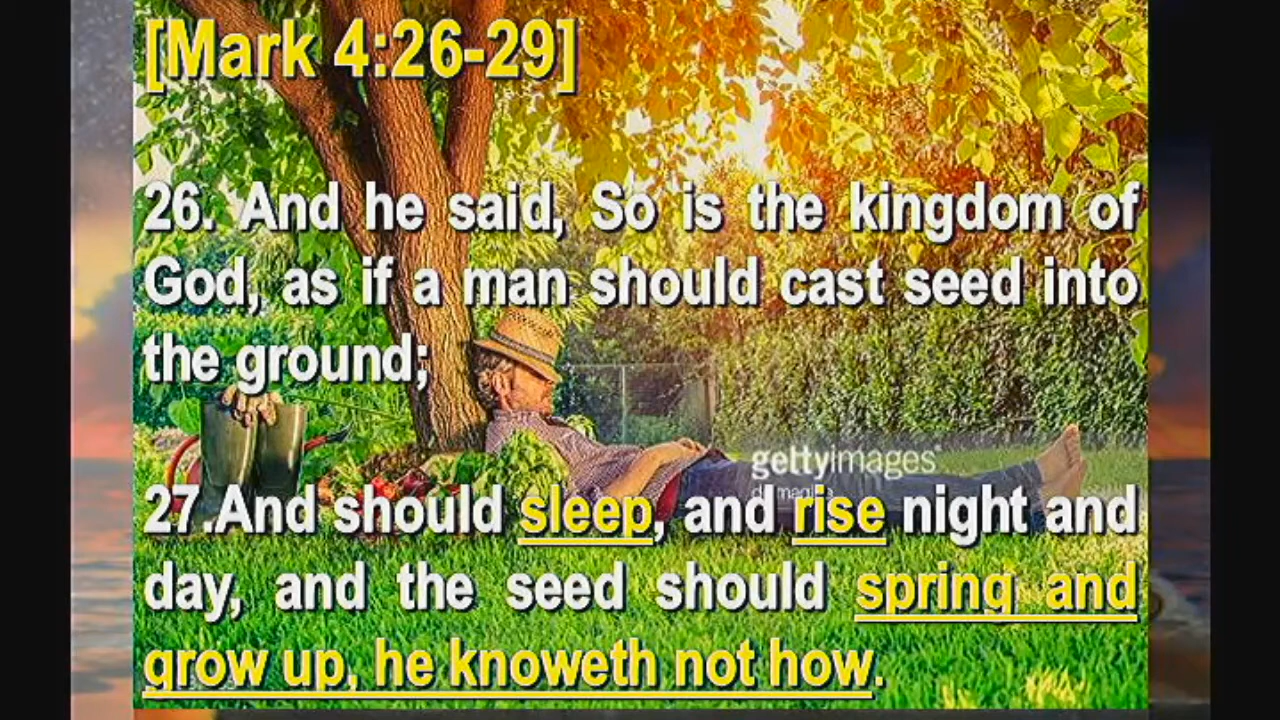 [Mark 4:26-29]
26. And he said, So is the kingdom of
God, as if a man should cast seed into
the ground;
gettyimages
27.And should sleep, and rise night and
day, and the seed should spring and
grow up, he knoweth not how.